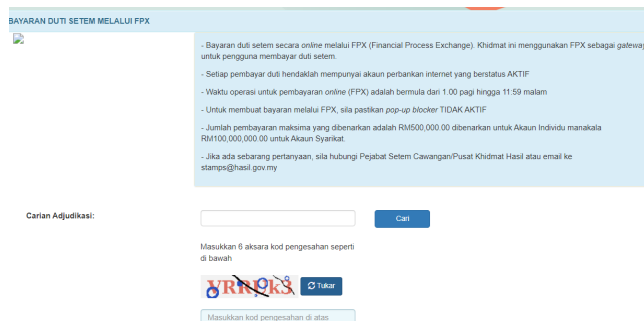 BAYARAN DUTI SETEM MELALUI FPX
- Bayaran duti setem secara online melalui FPX (Financial Process Exchange). Khidmat ini menggunakan FPX sebagai gateway
untuk pengguna membayar duti setem.
- Setiap pembayar duti hendaklah mempunyai akaun perbankan internet yang berstatus AKTIF
- Waktu operasi untuk pembayaran online (FPX) adalah bermula dari 1.00 pagi hingga 11:59 malam
- Untuk membuat bayaran melalui FPX, sila pastikan pop-up blocker TIDAK AKTIF
- Jumlah pembayaran maksima yang dibenarkan adalah RM500,000.00 dibenarkan untuk Akaun Individu manakala
RM100,000,000.00 untuk Akaun Syarikat.
- Jika ada sebarang pertanyaan, sila hubungi Pejabat Setem Cawangan/Pusat Khidmat Hasil atau email ke
stamps@hasil.gov.my
Carian Adjudikasi:
Cari
Masukkan 6 aksara kod pengesahan seperti
di bawah
Tukar
Masukkan kod pengesahan di atas